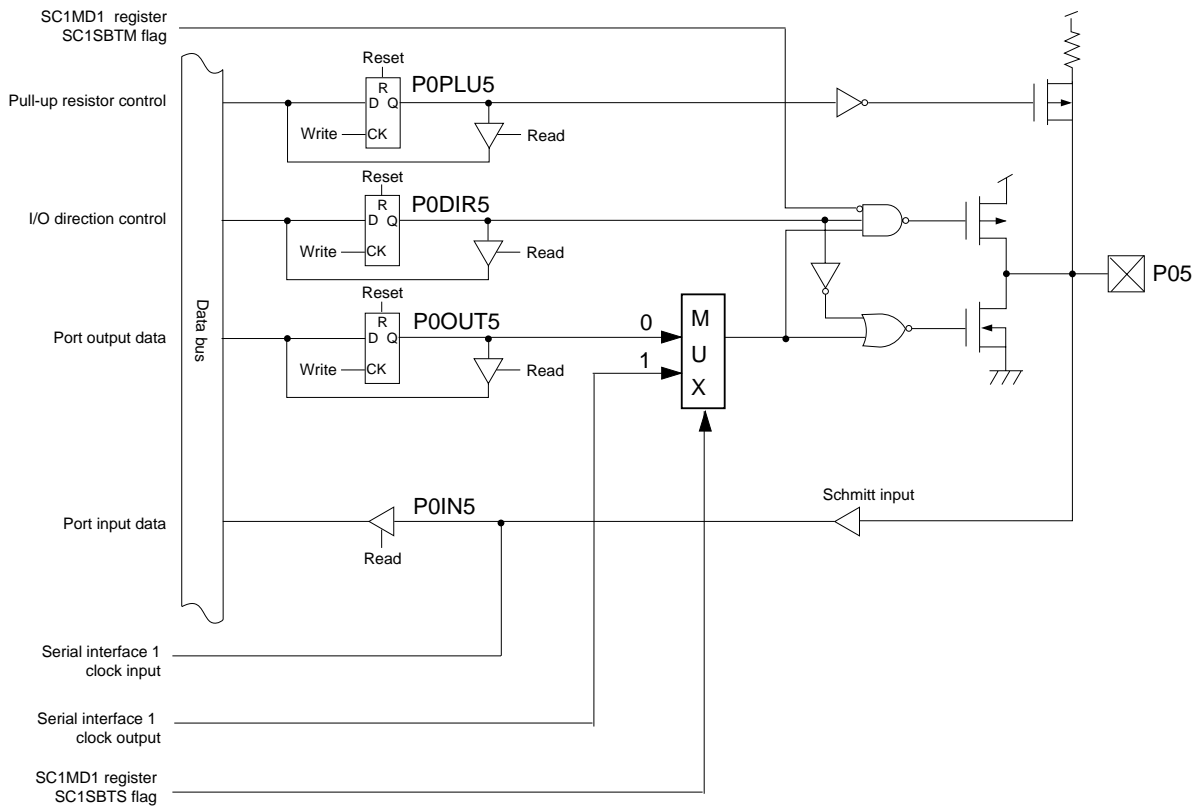 SC1MD1 register
SC1SBTM flag
Reset
Pull-up resistor control
R
P0PLU5
D Q
Write
CK
Read
Reset
I/O direction control
R
P0DIR5
D Q
Write
CK
Read
P05
Data bus
Reset
Port output data
R
P0OUT5
D Q
Write
CK
Read
0
1
M
U
X
Schmitt input
Port input data
P0IN5
Read
Serial interface 1
clock input
Serial interface 1
clock output
SC1MD1 register
SC1SBTS flag